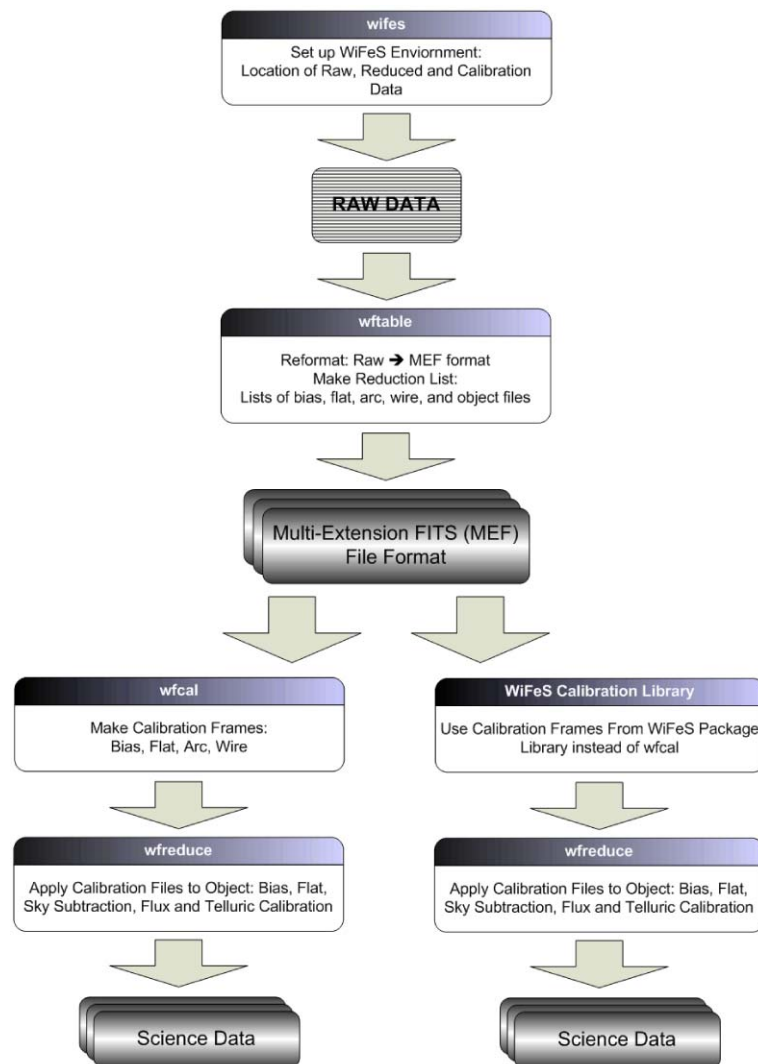 wifes
Set up WiFeS Enviornment:
Location of Raw, Reduced and Calibration
Data
RAW DATA
wftable
Reformat: Raw ➔ MEF format
Make Reduction List:
Lists of bias, flat, arc, wire, and object files
Multi-Extension FITS (MEF)
File Format
wfcal
Make Calibration Frames:
Bias, Flat, Arc, Wire
WiFeS Calibration Library
Use Calibration Frames From WiFeS Package
Library instead of wfcal
wfreduce
Apply Calibration Files to Object: Bias, Flat,
Sky Subtraction, Flux and Telluric Calibration
wfreduce
Apply Calibration Files to Object: Bias, Flat,
Sky Subtraction, Flux and Telluric Calibration
Science Data
Science Data